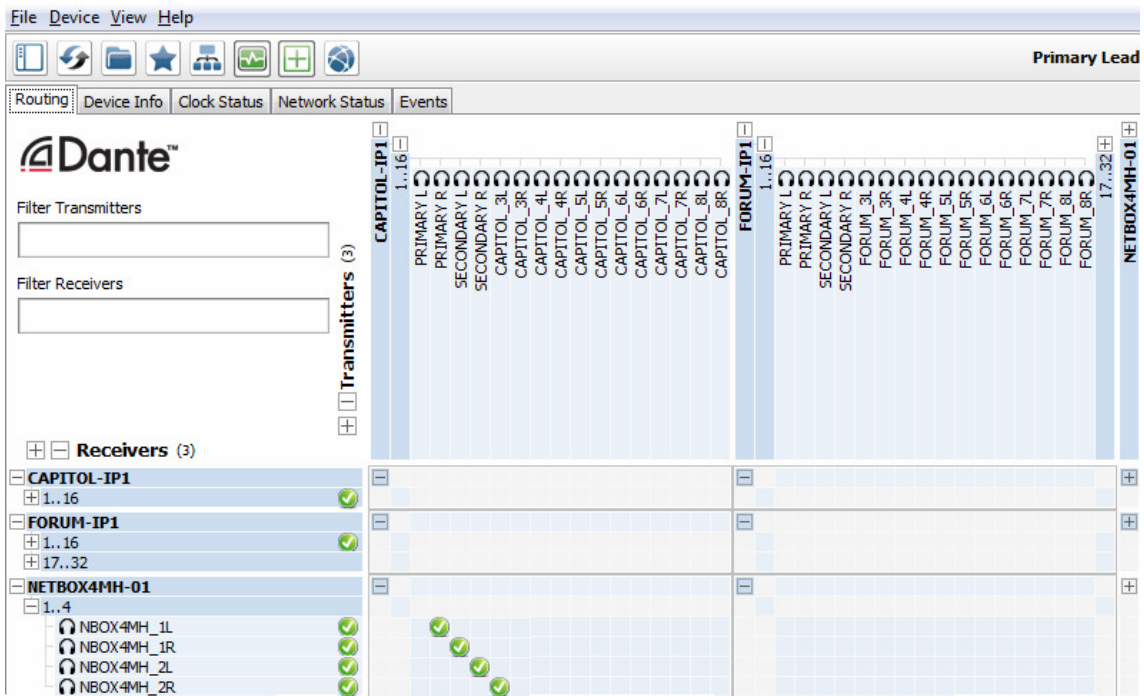 File Device View Help
Primary Lead
Routing Device Info Clock Status Network Status Events
Dante™
Filter Transmitters
Filter Receivers
Transmitters (3)
Receivers (3)
CAPITOL-IP1
1..16
PRIMARY L
PRIMARY R
SECONDARY L
SECONDARY R
CAPITOL_3L
CAPITOL_3R
CAPITOL_4L
CAPITOL_4R
CAPITOL_5L
CAPITOL_5R
CAPITOL_6L
CAPITOL_6R
CAPITOL_7L
CAPITOL_7R
CAPITOL_8L
CAPITOL_8R
FORUM-IP1
1..16
PRIMARY L
PRIMARY R
SECONDARY L
SECONDARY R
FORUM_3L
FORUM_3R
FORUM_4L
FORUM_4R
FORUM_5L
FORUM_5R
FORUM_6L
FORUM_6R
FORUM_7L
FORUM_7R
FORUM_8L
FORUM_8R
17..32
NETBOX4MH-01
CAPITOL-IP1
1..16
FORUM-IP1
1..16
17..32
NETBOX4MH-01
1..4
NBOX4MH_1L
NBOX4MH_1R
NBOX4MH_2L
NBOX4MH_2R